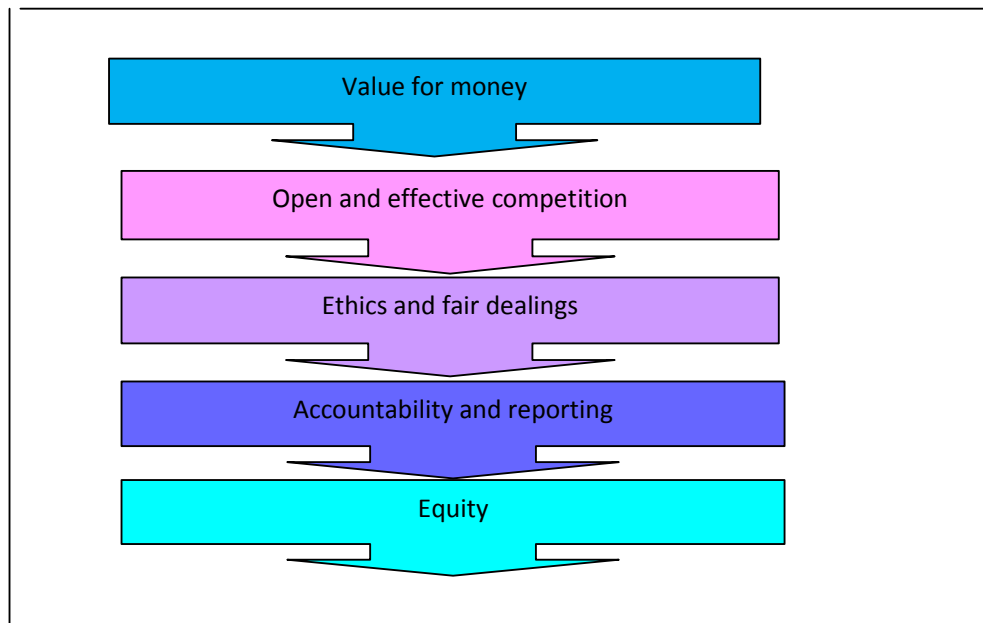 Value for money
Open and effective competition
Ethics and fair dealings
Accountability and reporting
Equity